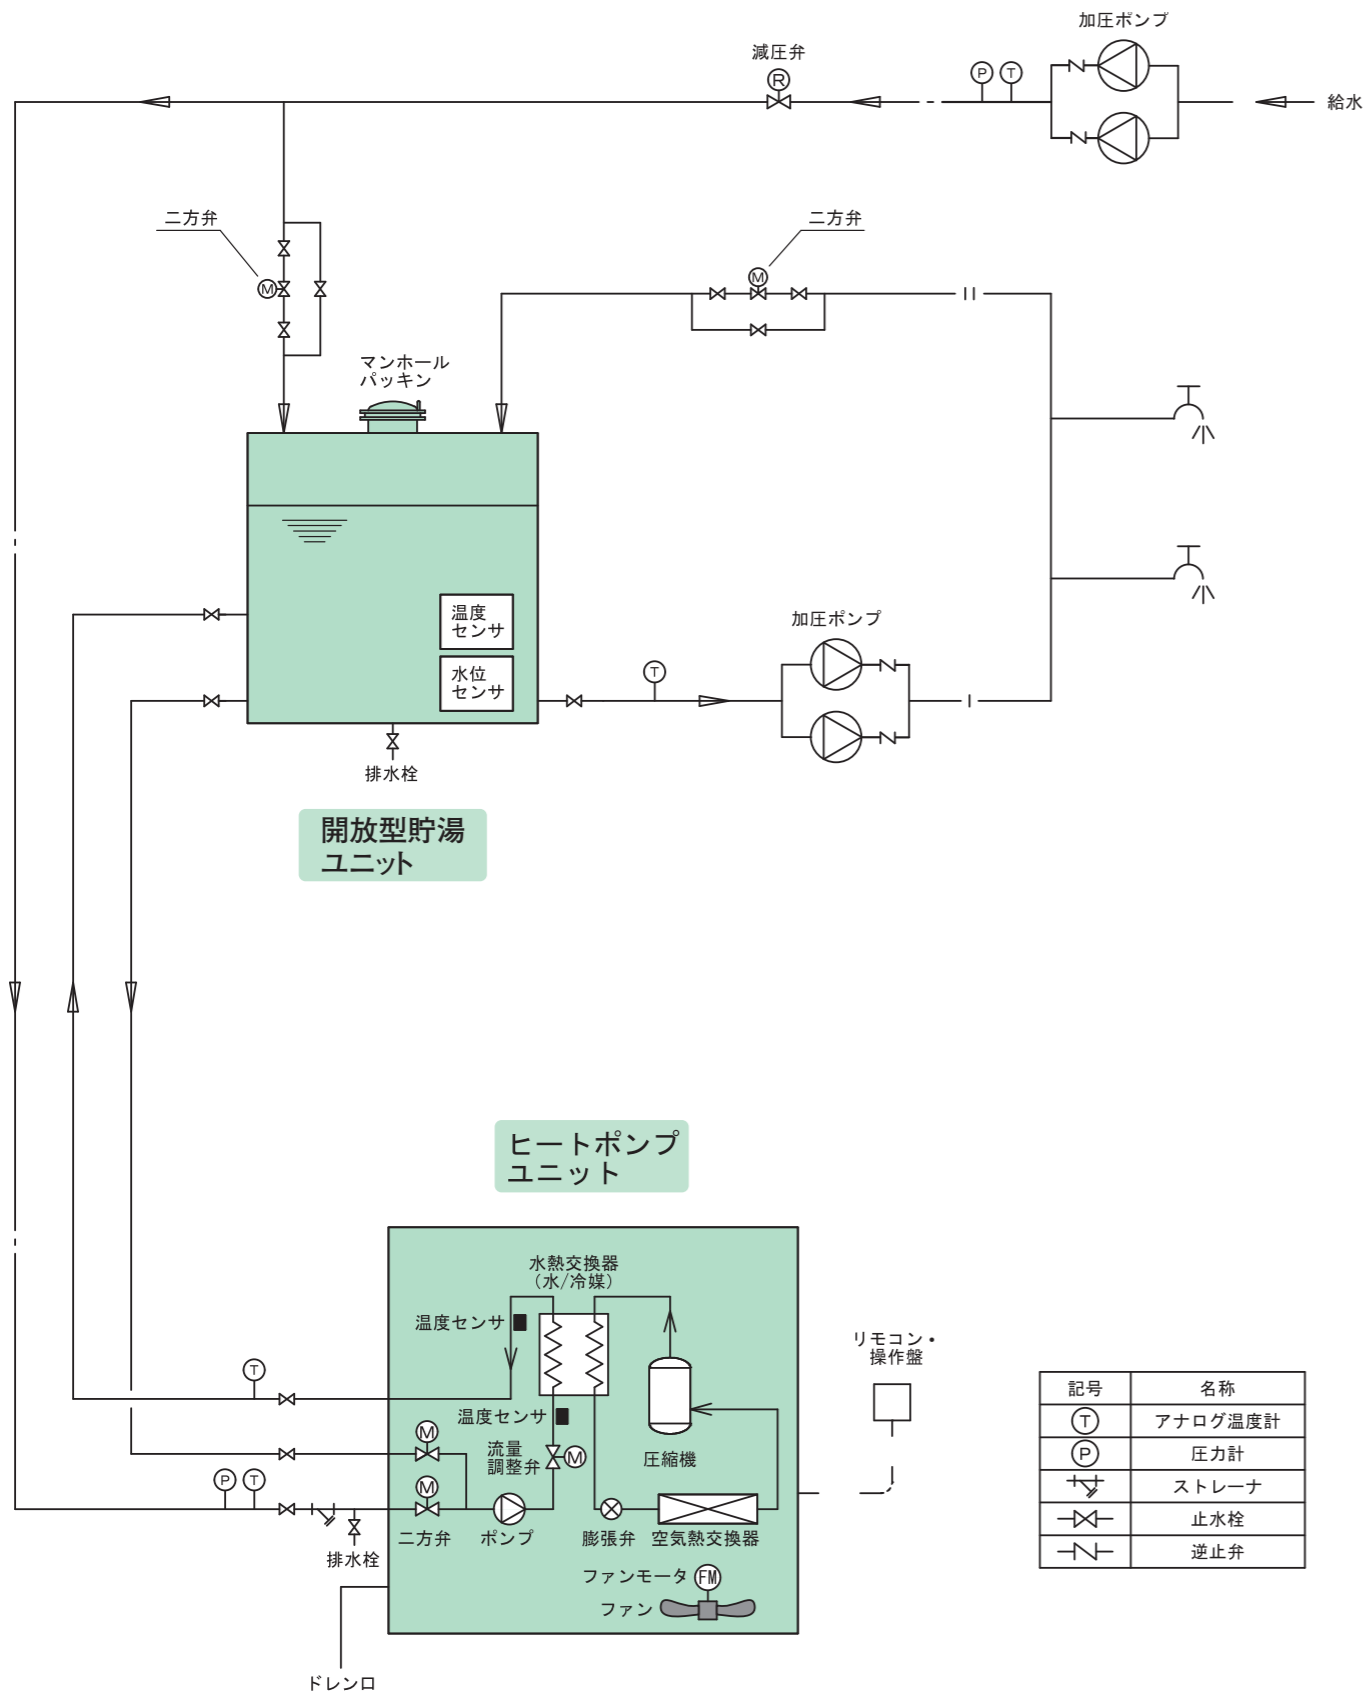 加圧ポンプ
減圧弁
R
P
T
給水
二方弁
二方弁
M
M
マンホール
パッキン
温度
センサ
水位
センサ
加圧ポンプ
T
排水栓
開放型貯湯
ユニット
ヒートポンプ
ユニット
水熱交換器
（水/冷媒）
温度センサ
T
温度センサ
M
流量
調整弁
M
圧縮機
P
T
M
二方弁
ポンプ
膨張弁
空気熱交換器
排水栓
ファンモータ
FM
ファン
ドレン口
リモコン・
操作盤
記号 名称
T アナログ温度計
P 圧力計
ストレーナ
止水栓
逆止弁